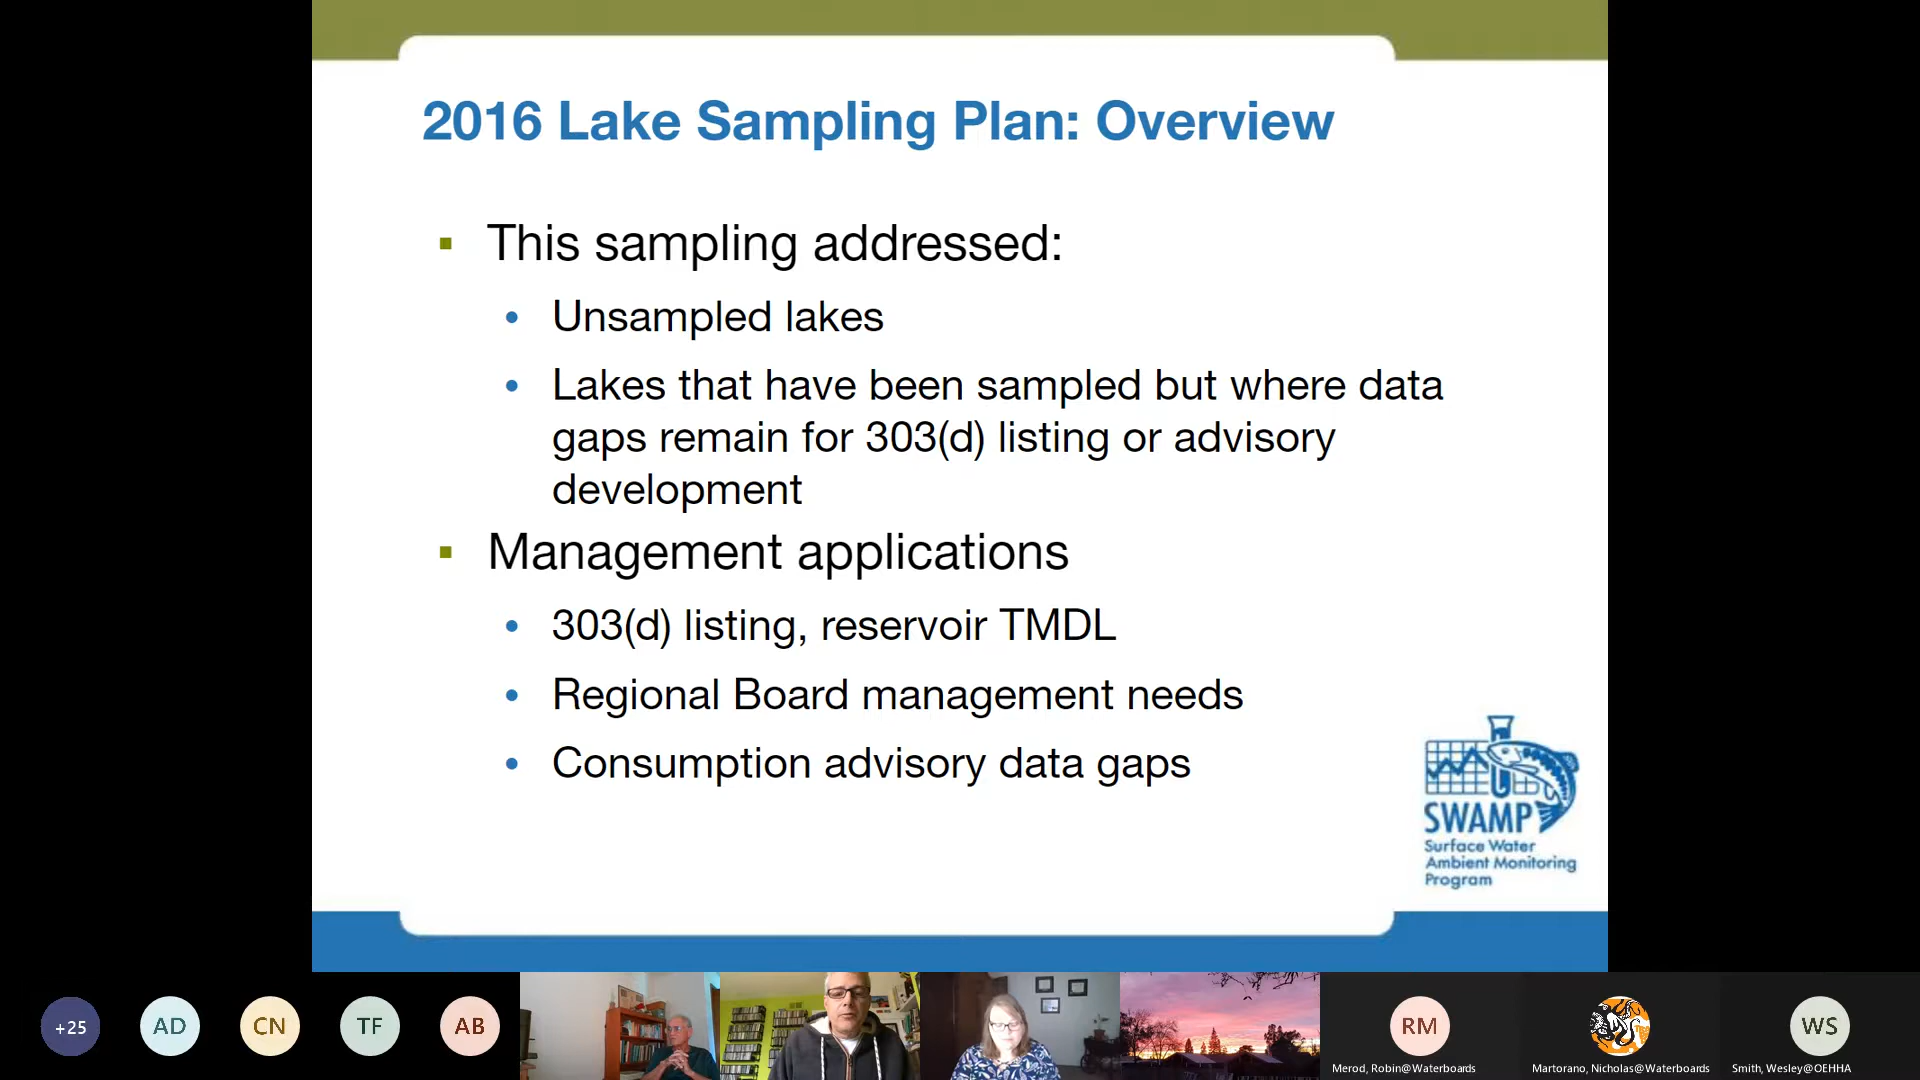 2016 Lake Sampling Plan: Overview
This sampling addressed:
Unsampled lakes
Lakes that have been sampled but where data
gaps remain for 303(d) listing or advisory
development
Management applications
303(d) listing, reservoir TMDL
Regional Board management needs
Consumption advisory data gaps
SWAMP
Surface Water
Ambient Monitoring
Program
+25
AD
CN
TF
AB
RM
WS
Merod, Robin@Waterboards
Martorano, Nicholas@Waterboards
Smith, Wesley@OEHHA